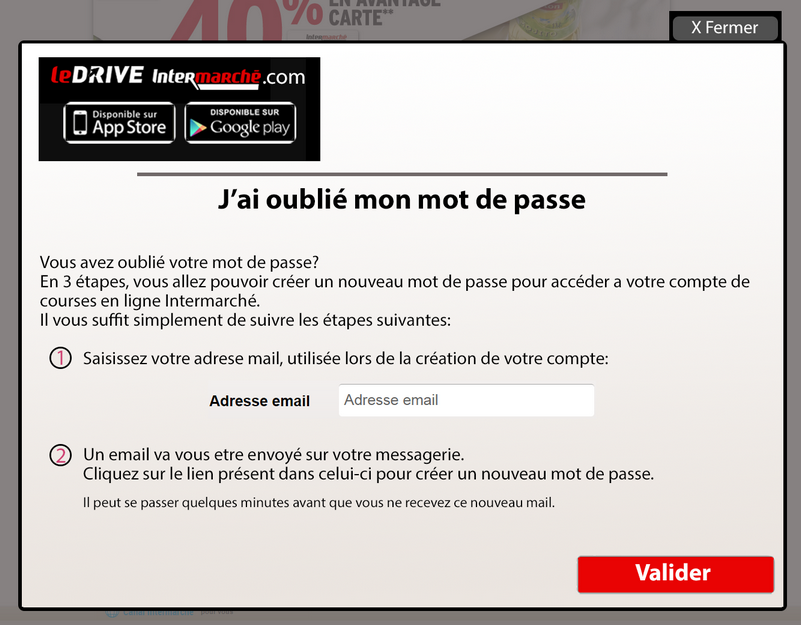 40%
EN AVANTAGE
CARTE**
X Fermer
leDRIVE Intermarché.com
Disponible sur
App Store
DISPONIBLE SUR
Google play
J'ai oublié mon mot de passe
Vous avez oublié votre mot de passe?
En 3 étapes, vous allez pouvoir créer un nouveau mot de passe pour accéder a votre compte de
courses en ligne Intermarché.
Il vous suffit simplement de suivre les étapes suivantes:
1 Saisissez votre adrese mail, utilisée lors de la création de votre compte:
Adresse email Adresse email
2 Un email va vous etre envoyé sur votre messagerie.
Cliquez sur le lien présent dans celui-ci pour créer un nouveau mot de passe.
Il peut se passer quelques minutes avant que vous ne recevez ce nouveau mail.
Valider